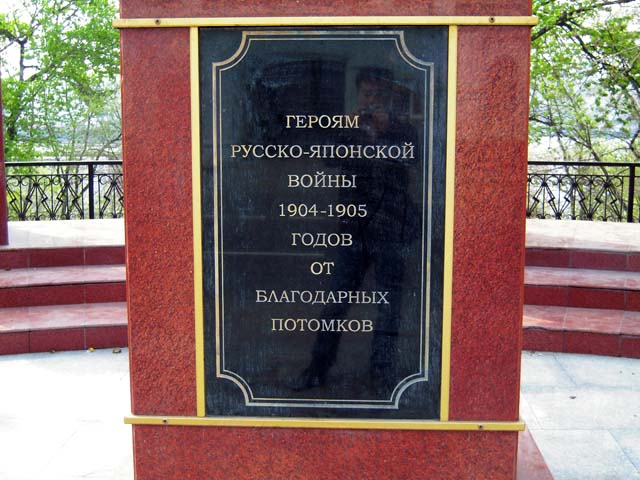 ГЕРОЯМ
РУССКО-ЯПОНСКОЙ
ВОЙНЫ
1904-1905
ГОДОВ
ОТ
БЛАГОДАРНЫХ
ПОТОМКОВ